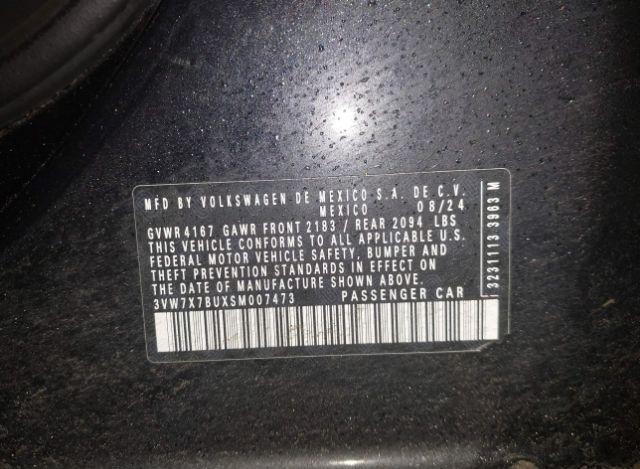 MFD BY VOLKSWAGEN DE MEXICO S.A. DE C.V.
MEXICO 08/24
GVWR 4167 GAWR FRONT 2183 / REAR 2094 LBS
THIS VEHICLE CONFORMS TO ALL APPLICABLE U.S.
FEDERAL MOTOR VEHICLE SAFETY, BUMPER AND
THEFT PREVENTION STANDARDS IN EFFECT ON
THE DATE OF MANUFACTURE SHOWN ABOVE.
3VW7X7BUXSM007473 PASSENGER CAR
3231113 3963 M